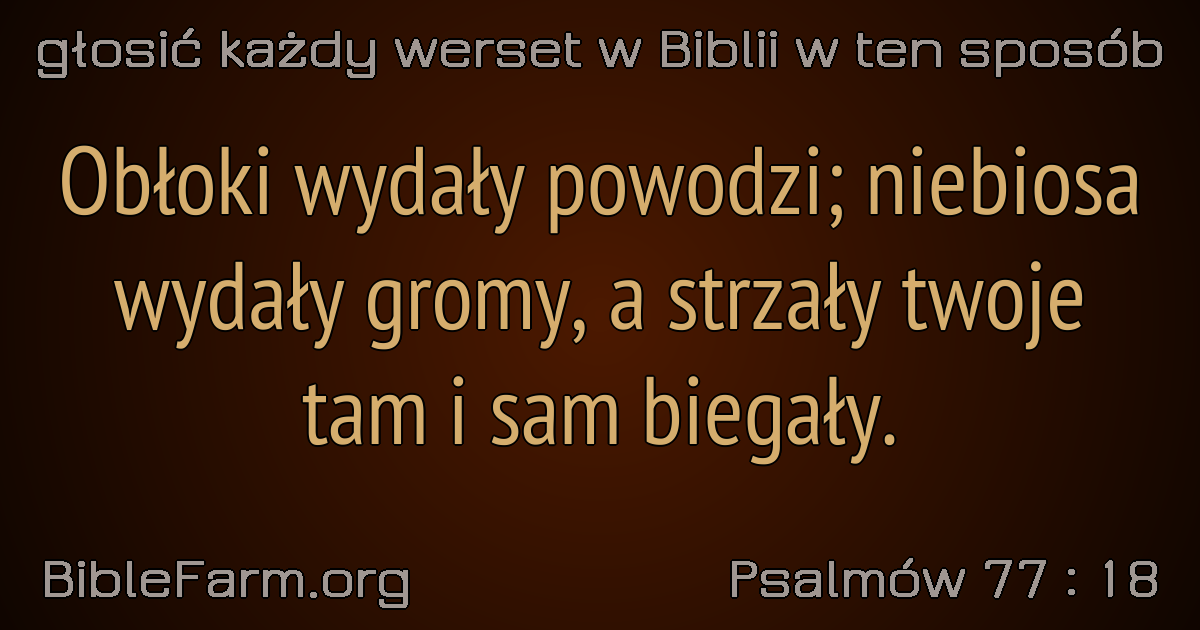 głosić każdy werset w Biblii w ten sposób
Obłoki wydały powodzi; niebiosa
wydały gromy, a strzały twoje
tam i sam biegały.
BibleFarm.org
Psalmów 77 : 18